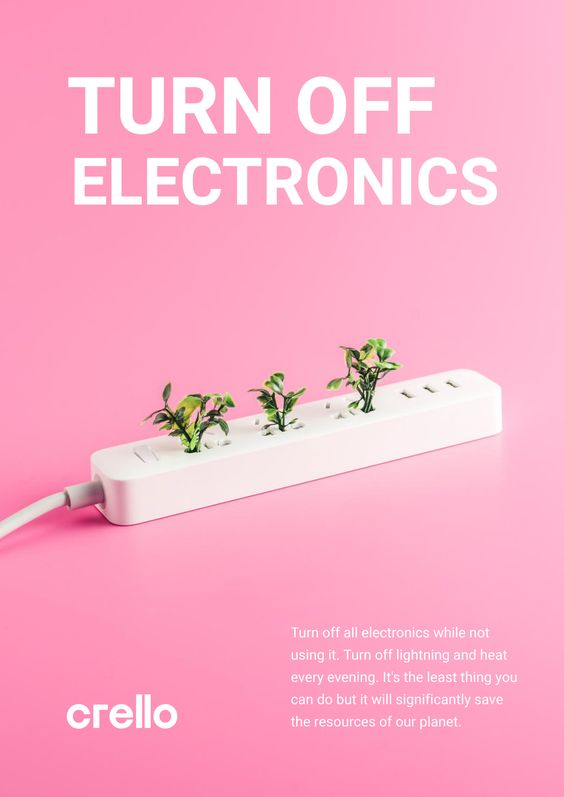 TURN OFF
ELECTRONICS
Turn off all electronics while not
using it. Turn off lightning and heat
every evening. It's the least thing you
can do but it will significantly save
the resources of our planet.
crello